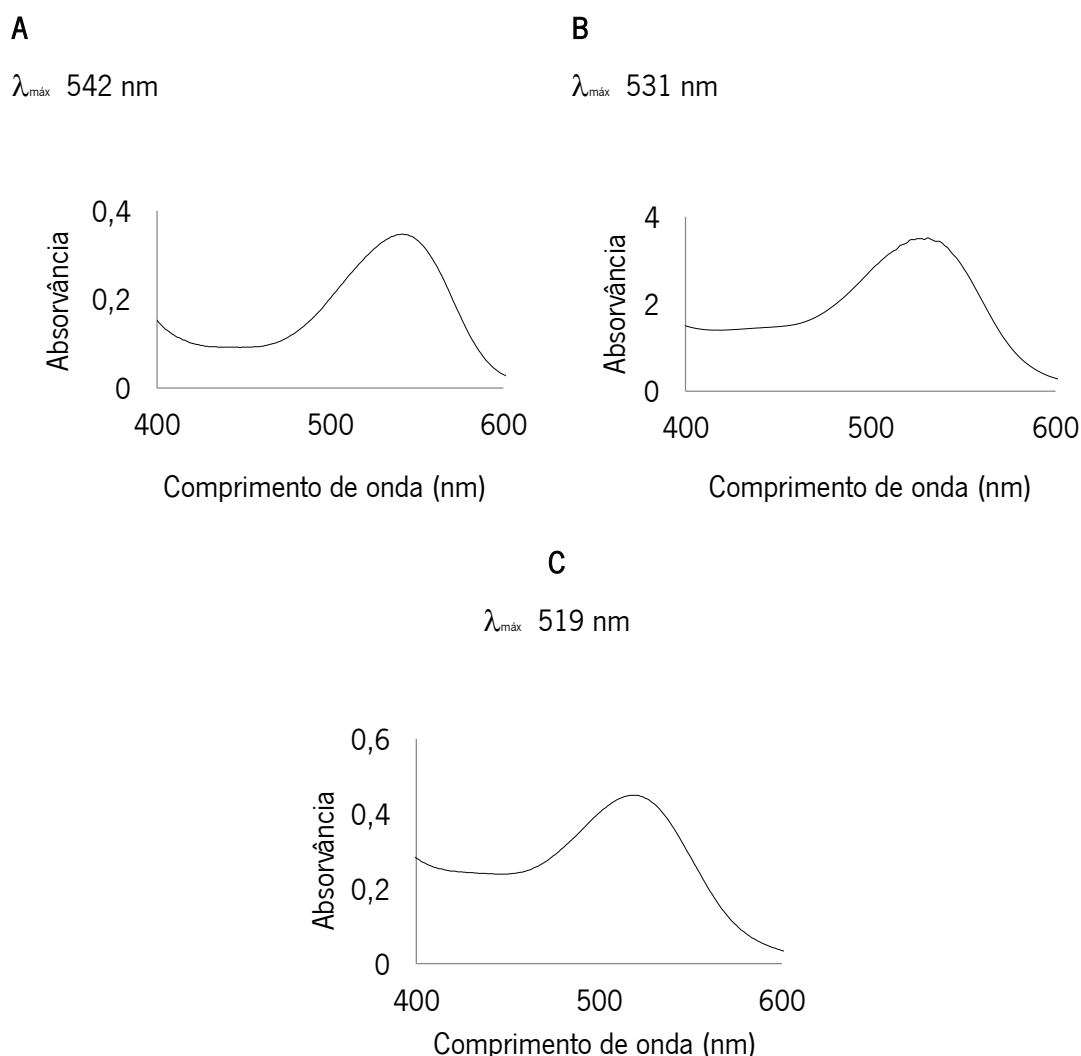 A
λmáx 542 nm
Absorvância
0,4
0,2
0
400 500 600
Comprimento de onda (nm)
B
λmáx 531 nm
Absorvância
4
2
0
400 500 600
Comprimento de onda (nm)
C
λmáx 519 nm
Absorvância
0,6
0,4
0,2
0
400 500 600
Comprimento de onda (nm)